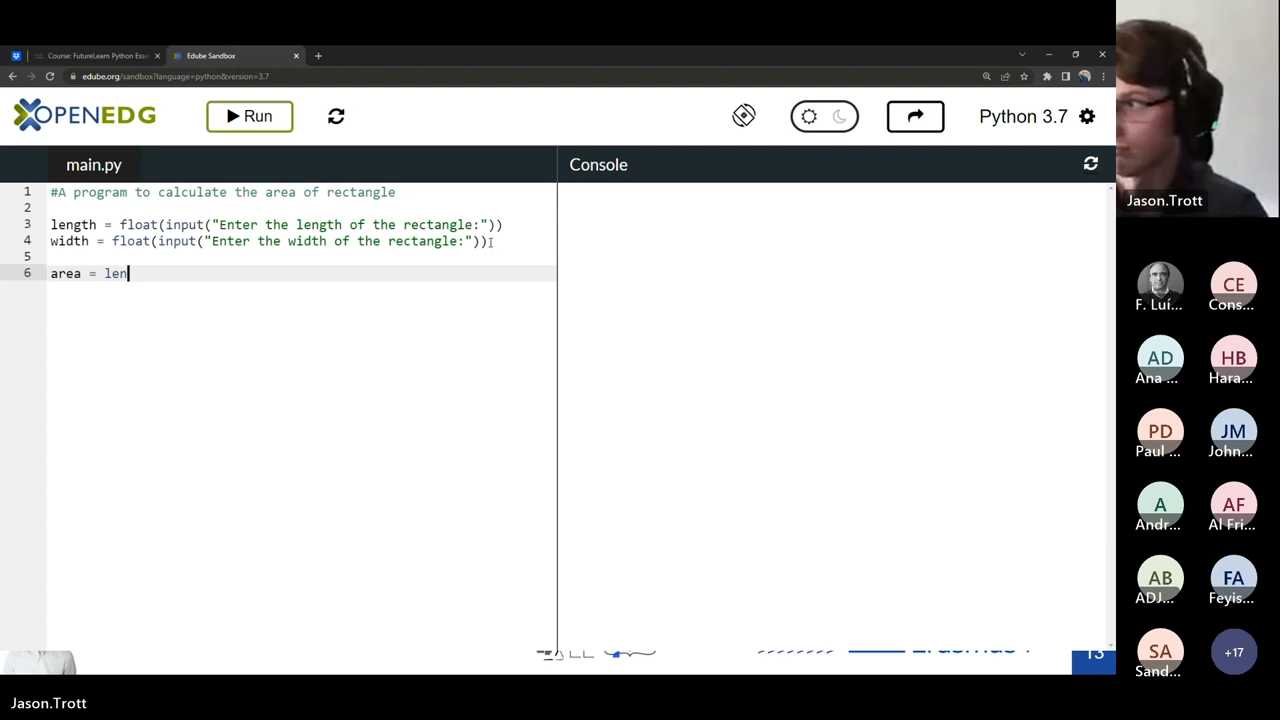 Course: FutureLearn Python Esse
Edube Sandbox
edube.org/sandbox?language=python&version=3.7
OPENEDG
Run
Python 3.7
main.py
Console
1 #A program to calculate the area of rectangle
2
3 length = float(input("Enter the length of the rectangle:"))
4 width = float(input("Enter the width of the rectangle:"))
5
6 area = len
13
Jason.Trott
F. Luí...
CE
Cons...
AD
Ana ...
HB
Hara...
PD
Paul ...
JM
John...
A
Andr...
AF
Al Fri...
AB
ADJ...
FA
Feyis...
SA
Sand...
+17
Jason.Trott